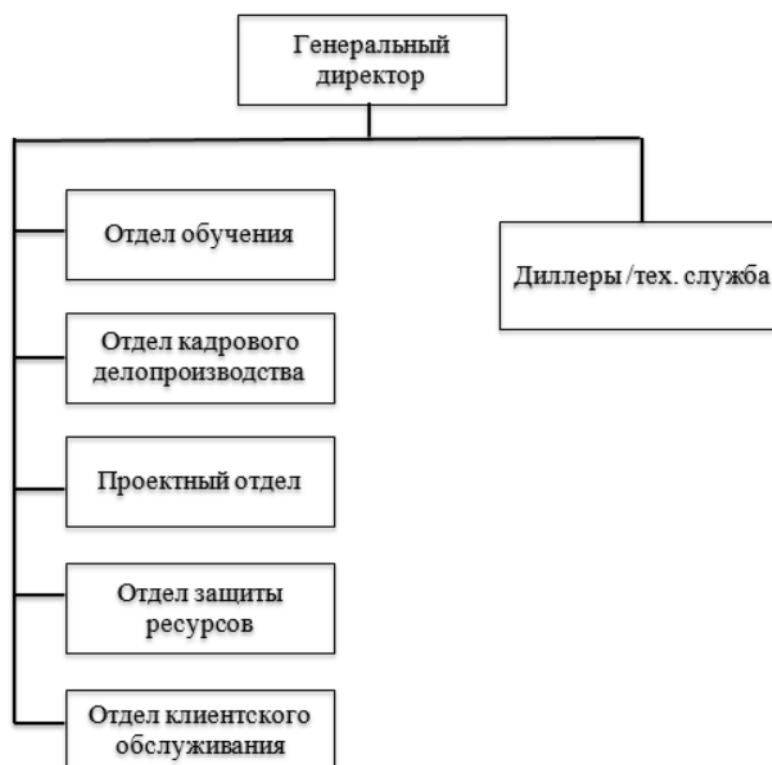 Генеральный
директор
Отдел обучения
Диллеры /тех. служба
Отдел кадрового
делопроизводства
Проектный отдел
Отдел защиты
ресурсов
Отдел клиентского
обслуживания